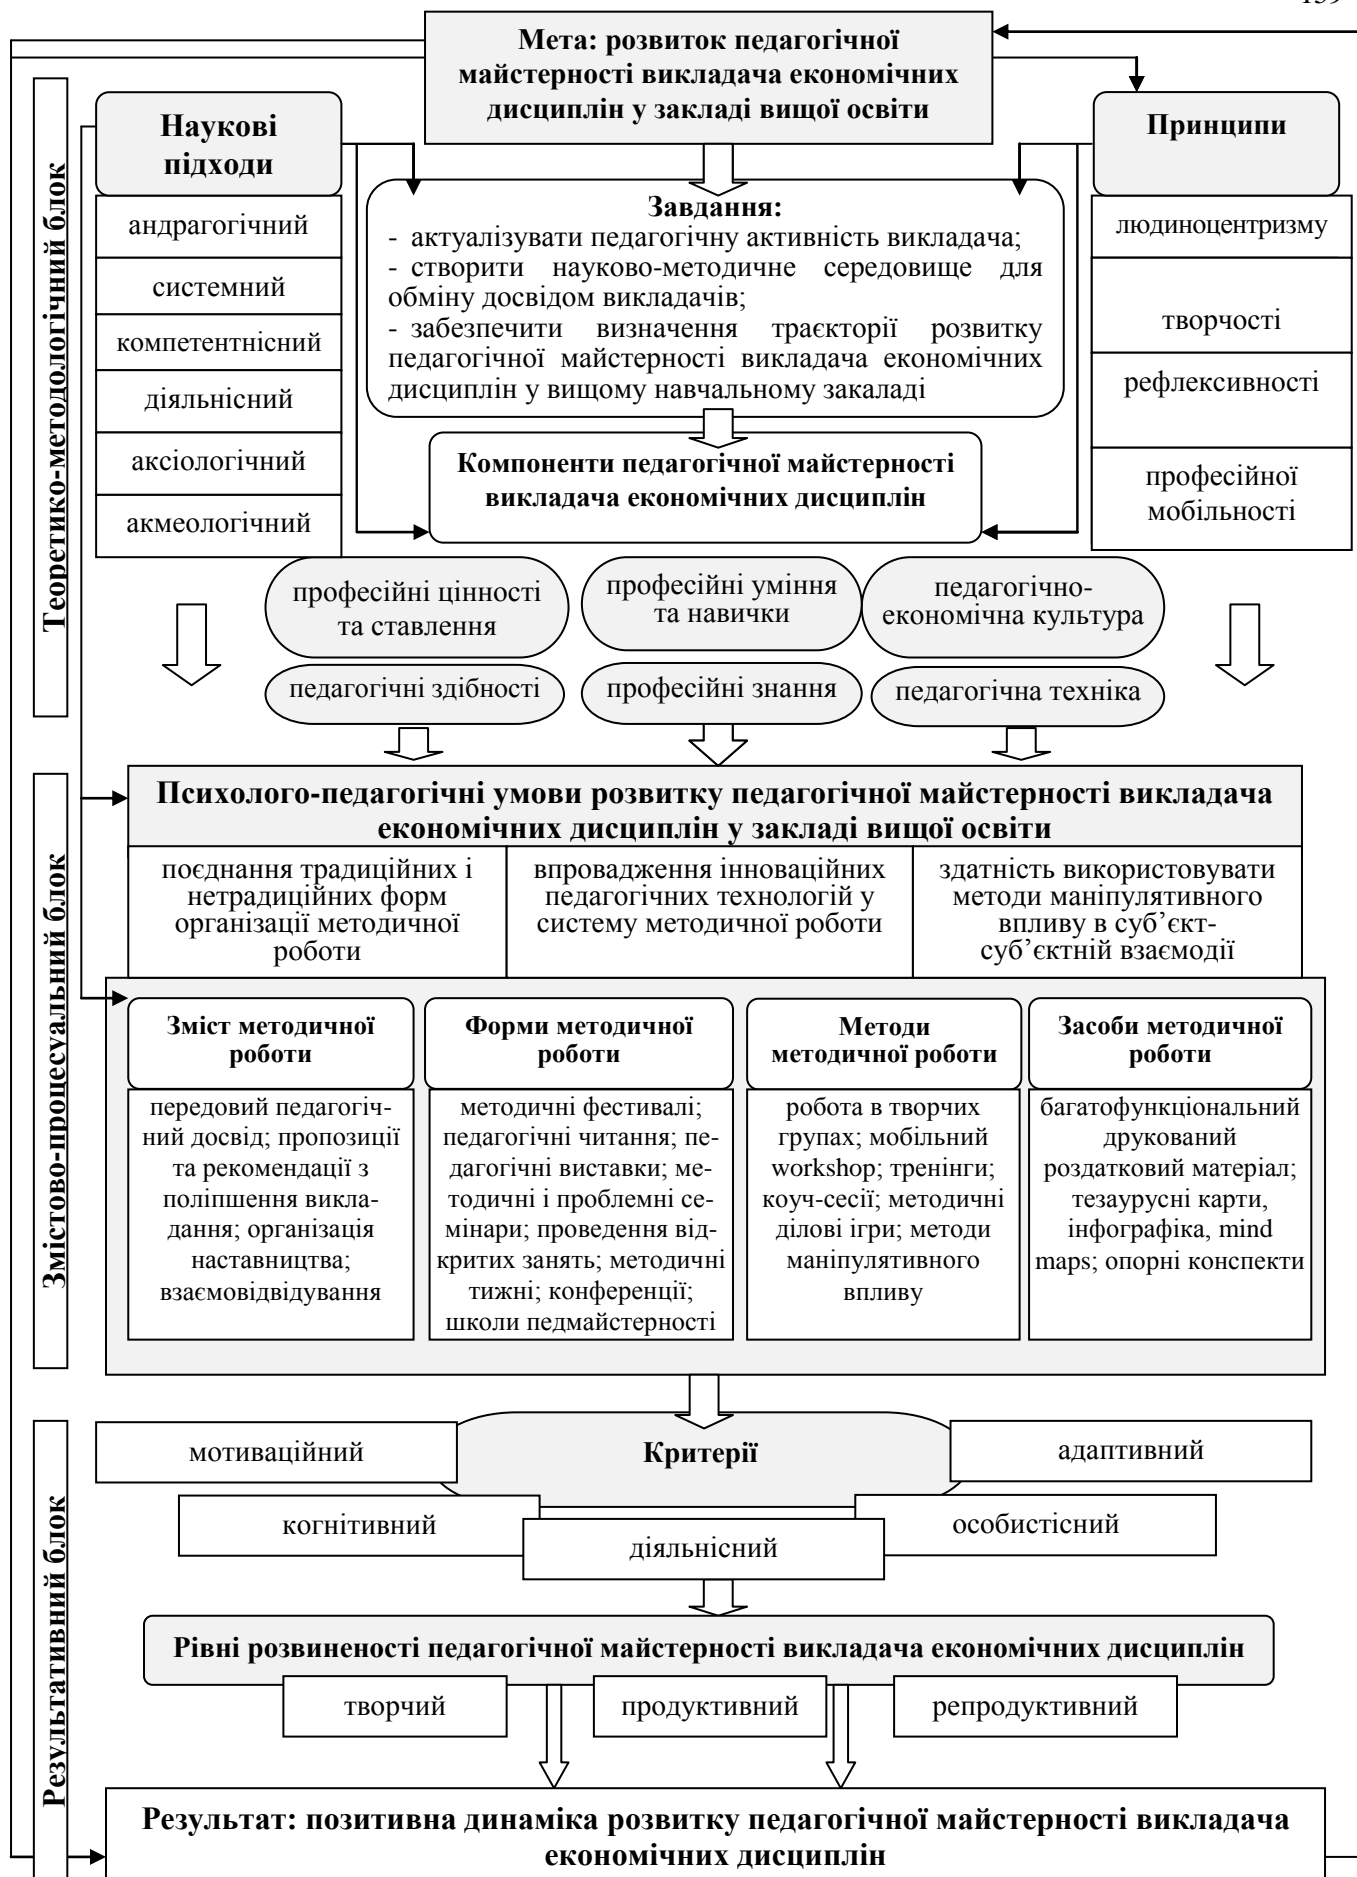 Мета: розвиток педагогічної
майстерності викладача економічних
дисциплін у закладі вищої освіти
Теоретико-методологічний блок
Наукові
підходи
андрагогічний
системний
компетентнісний
діяльнісний
аксіологічний
акмеологічний
Завдання:
- актуалізувати педагогічну активність викладача;
- створити науково-методичне середовище для
обміну досвідом викладачів;
- забезпечити визначення траєкторії розвитку
педагогічної майстерності викладача економічних
дисциплін у вищому навчальному закаладі
Принципи
людиноцентризму
творчості
рефлексивності
професійної
мобільності
Компоненти педагогічної майстерності
викладача економічних дисциплін
професійні цінності
та ставлення
професійні уміння
та навички
педагогічно-
економічна культура
педагогічні здібності
професійні знання
педагогічна техніка
Змістово-процесуальний блок
Психолого-педагогічні умови розвитку педагогічної майстерності викладача
економічних дисциплін у закладі вищої освіти
поєднання традиційних і
нетрадиційних форм
організації методичної
роботи
впровадження інноваційних
педагогічних технологій у
систему методичної роботи
здатність використовувати
методи маніпулятивного
впливу в суб’єкт-
суб’єктній взаємодії
Зміст методичної
роботи
передовий педагогіч-
ний досвід; пропозиції
та рекомендації з
поліпшення викла-
дання; організація
наставництва;
взаємовідвідування
Форми методичної
роботи
методичні фестивалі;
педагогічні читання; пе-
дагогічні виставки; ме-
тодичні і проблемні се-
мінари; проведення від-
критих занять; методичні
тижні; конференції;
школи педмайстерності
Методи
методичної роботи
робота в творчих
групах; мобільний
workshop; тренінги;
коуч-сесії; методичні
ділові ігри; методи
маніпулятивного
впливу
Засоби методичної
роботи
багатофункціональний
друкований
роздатковий матеріал;
тезаурусні карти,
інфографіка, mind
maps; опорні конспекти
Результативний блок
Критерії
мотиваційний
когнітивний
діяльнісний
особистісний
адаптивний
Рівні розвиненості педагогічної майстерності викладача економічних дисциплін
творчий
продуктивний
репродуктивний
Результат: позитивна динаміка розвитку педагогічної майстерності викладача
економічних дисциплін